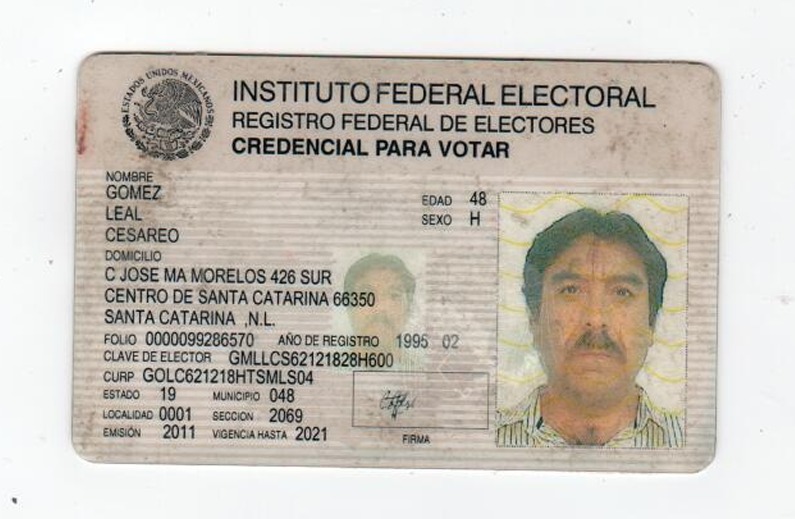 ESTADOS UNIDOS MEXICANOS
INSTITUTO FEDERAL ELECTORAL
REGISTRO FEDERAL DE ELECTORES
CREDENCIAL PARA VOTAR
NOMBRE
GOMEZ
LEAL
CESAREO
EDAD 48
SEXO H
DOMICILIO
C JOSE MA MORELOS 426 SUR
CENTRO DE SANTA CATARINA 66350
SANTA CATARINA ,N.L.
FOLIO 0000099286570 AÑO DE REGISTRO 1995 02
CLAVE DE ELECTOR GMLLCS62121828H600
CURP GOLC621218HTSMLS04
ESTADO 19 MUNICIPIO 048
LOCALIDAD 0001 SECCION 2069
EMISIÓN 2011 VIGENCIA HASTA 2021
FIRMA